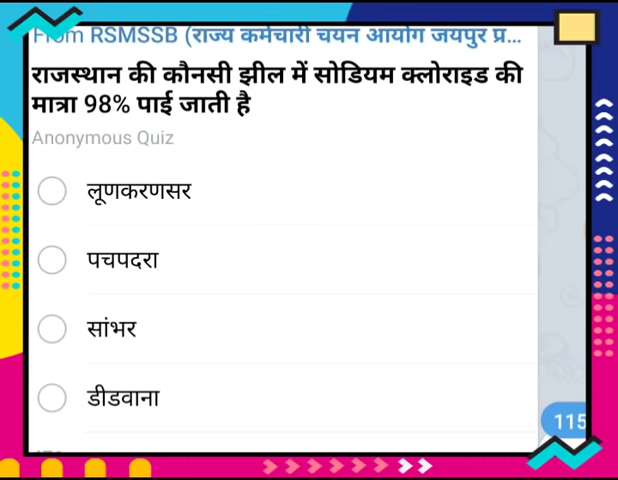 From RSMSSB (राज्य कर्मचारी चयन आयोग जयपुर प्र...
राजस्थान की कौनसी झील में सोडियम क्लोराइड की
मात्रा 98% पाई जाती है
Anonymous Quiz
लूणकरणसर
पचपदरा
सांभर
डीडवाना
115